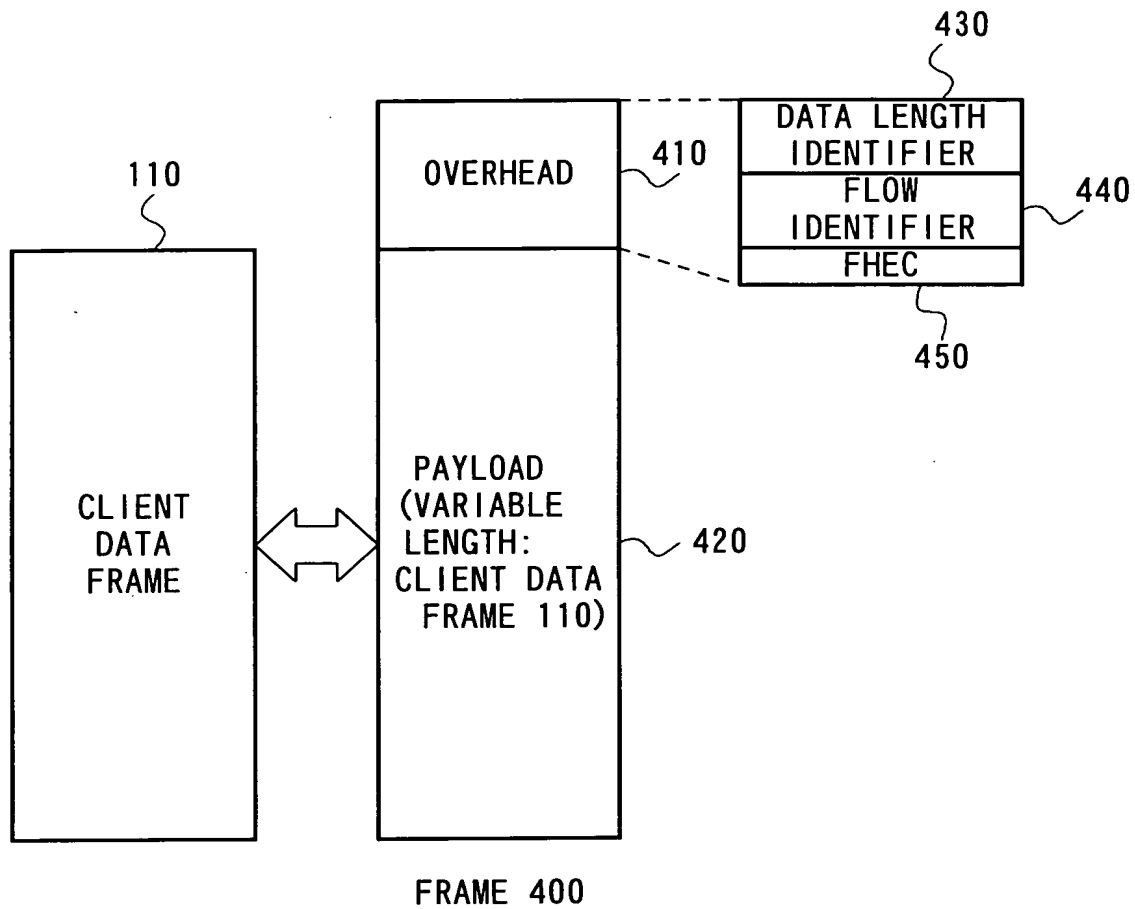 430
DATA LENGTH
IDENTIFIER
OVERHEAD
410
110
FLOW
IDENTIFIER
440
FHEC
450
CLIENT
DATA
FRAME
PAYLOAD
(VARIABLE
LENGTH:
CLIENT DATA
FRAME 110)
420
FRAME 400